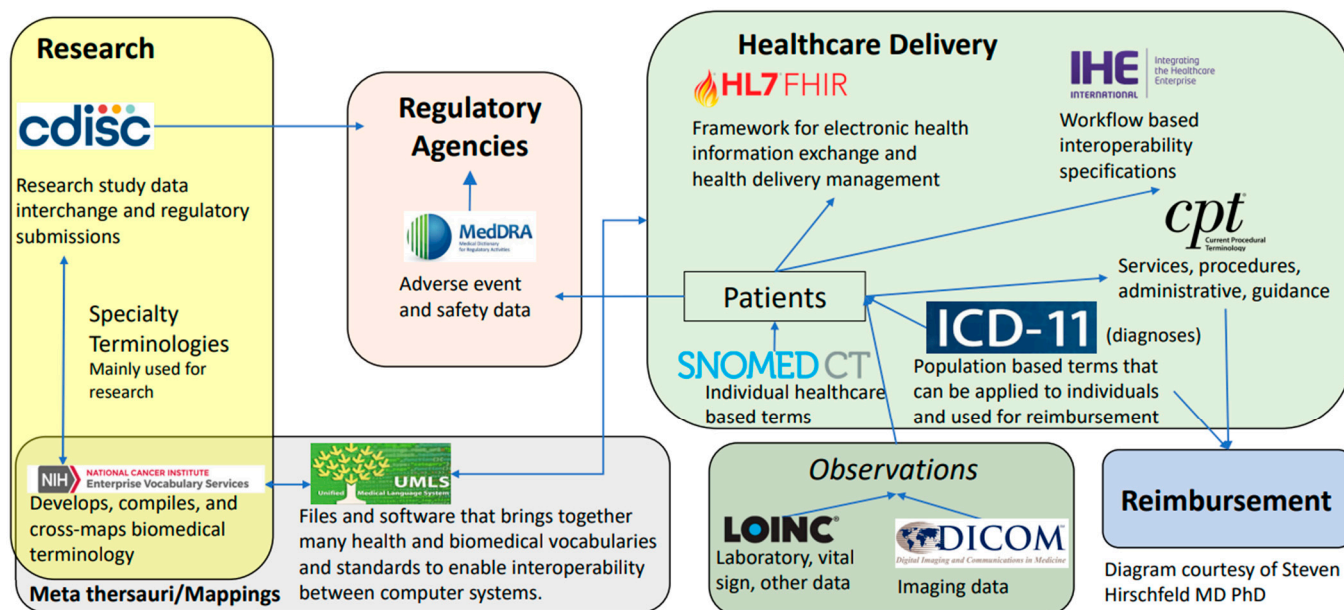 Research
cdisc
Research study data
interchange and regulatory
submissions
Specialty
Terminologies
Mainly used for
research
NIH
NATIONAL CANCER INSTITUTE
Enterprise Vocabulary Services
Develops, compiles, and
cross-maps biomedical
terminology
Meta thersauri/Mappings
UMLS
Unified Medical Language System
Files and software that brings together
many health and biomedical vocabularies
and standards to enable interoperability
between computer systems.
Regulatory
Agencies
MedDRA
Medical Dictionary
for Regulatory Activities
Adverse event
and safety data
Healthcare Delivery
HL7 FHIR
Framework for electronic health
information exchange and
health delivery management
IHE
INTERNATIONAL
Integrating
the Healthcare
Enterprise
Workflow based
interoperability
specifications
cpt
Current Procedural
Terminology
Services, procedures,
administrative, guidance
Patients
SNOMED CT
Individual healthcare
based terms
ICD-11 (diagnoses)
Population based terms that
can be applied to individuals
and used for reimbursement
Observations
LOINC®
Laboratory, vital
sign, other data
DICOM
Digital Imaging and Communications in Medicine
Imaging data
Reimbursement
Diagram courtesy of Steven
Hirschfeld MD PhD